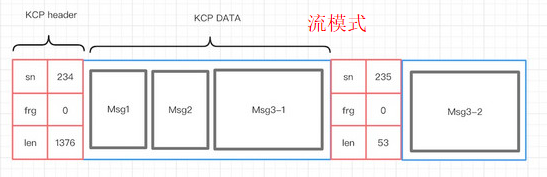 KCP header
KCP DATA
流模式
sn 234
frg 0
len 1376
Msg1
Msg2
Msg3-1
sn 235
frg 0
len 53
Msg3-2